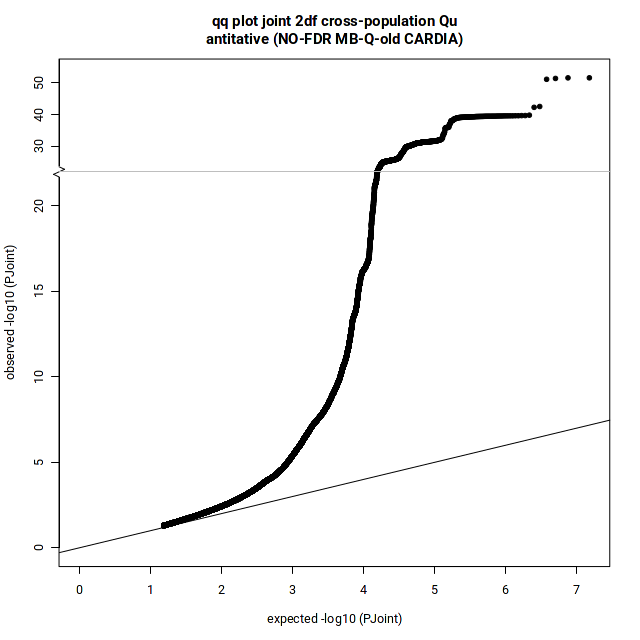 qq plot joint 2df cross-population Qu
antitative (NO-FDR MB-Q-old CARDIA)
observed -log10 (PJoint)
50
40
30
20
15
10
5
0
0 1 2 3 4 5 6 7
expected -log10 (PJoint)